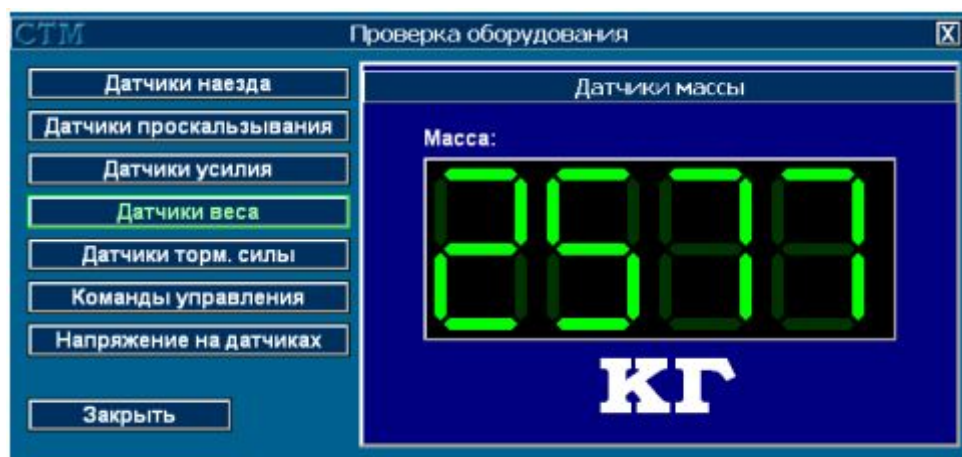 СТМ
Проверка оборудования
X
Датчики наезда
Датчики проскальзывания
Датчики усилия
Датчики веса
Датчики торм. силы
Команды управления
Напряжение на датчиках
Закрыть
Датчики массы
Масса:
2577
кг